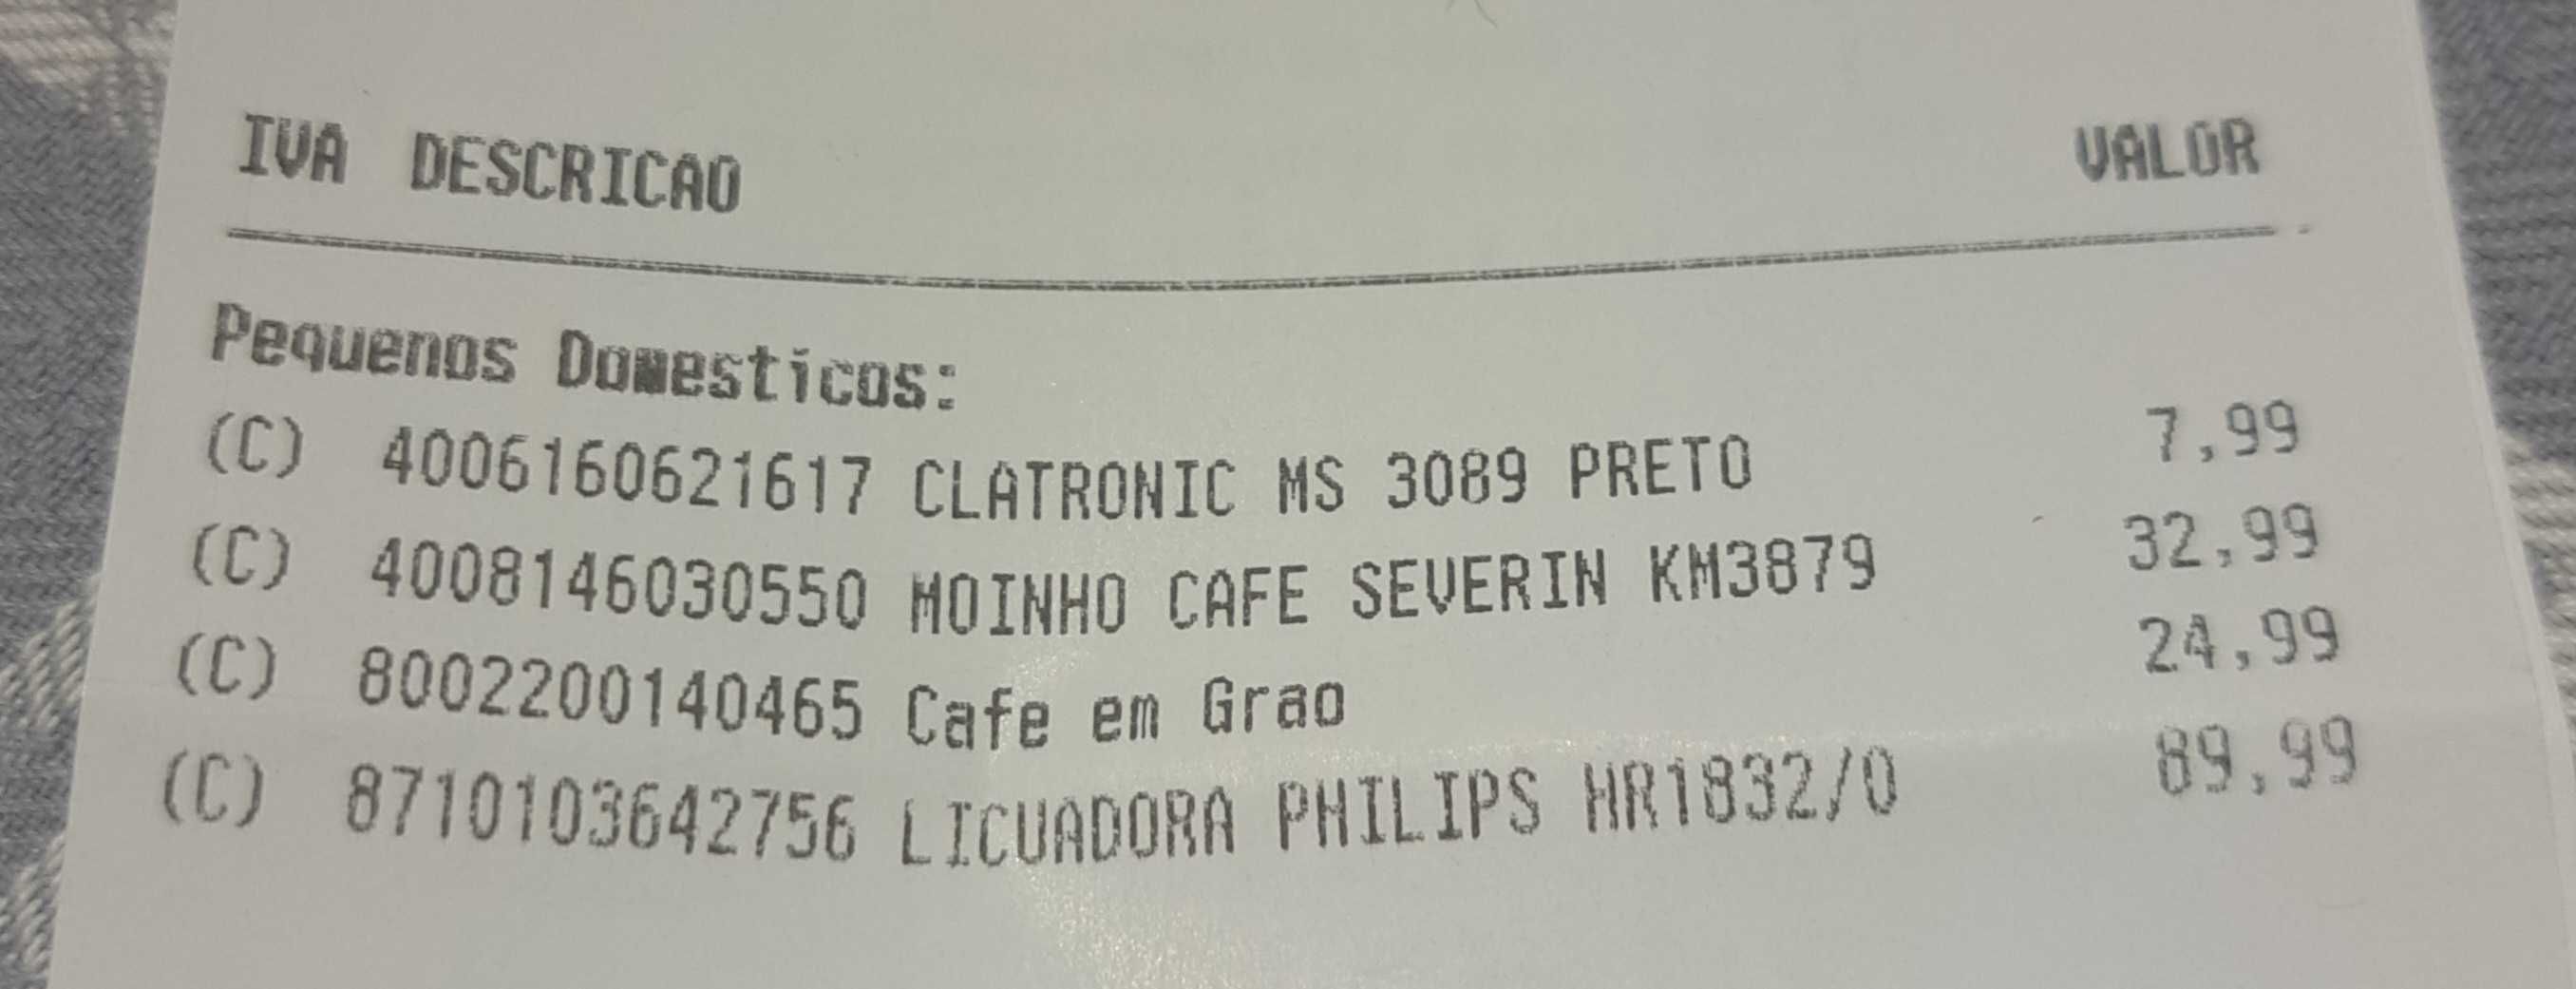 IVA DESCRICAO VALOR
Pequenos Domesticos:
(C) 4006160621617 CLATRONIC MS 3089 PRETO 7,99
(C) 4008146030550 MOINHO CAFE SEVERIN KM3879 32,99
(C) 8002200140465 Cafe em Grao 24,99
(C) 8710103642756 LICUADORA PHILIPS HR1832/0 89,99